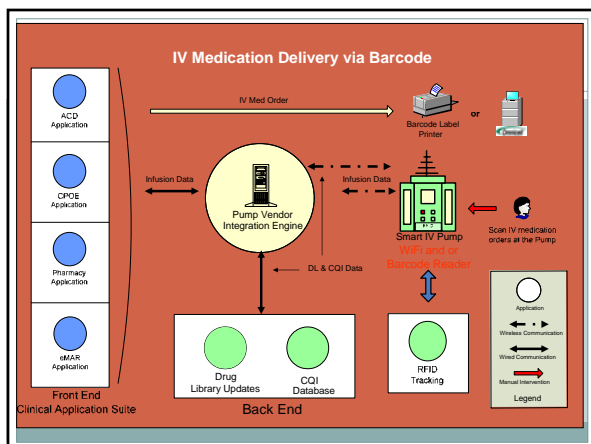 IV Medication Delivery via Barcode
ACD
Application
CPOE
Application
Pharmacy
Application
eMAR
Application
Front End
Clinical Application Suite
IV Med Order
Barcode Label
Printer
or
Infusion Data
Pump Vendor
Integration Engine
Infusion Data
Smart IV Pump
WiFi and or
Barcode Reader
Scan IV medication
orders at the Pump
DL & CQI Data
Drug
Library Updates
CQI
Database
Back End
RFID
Tracking
Application
Wireless Communication
Wired Communication
Manual Intervention
Legend